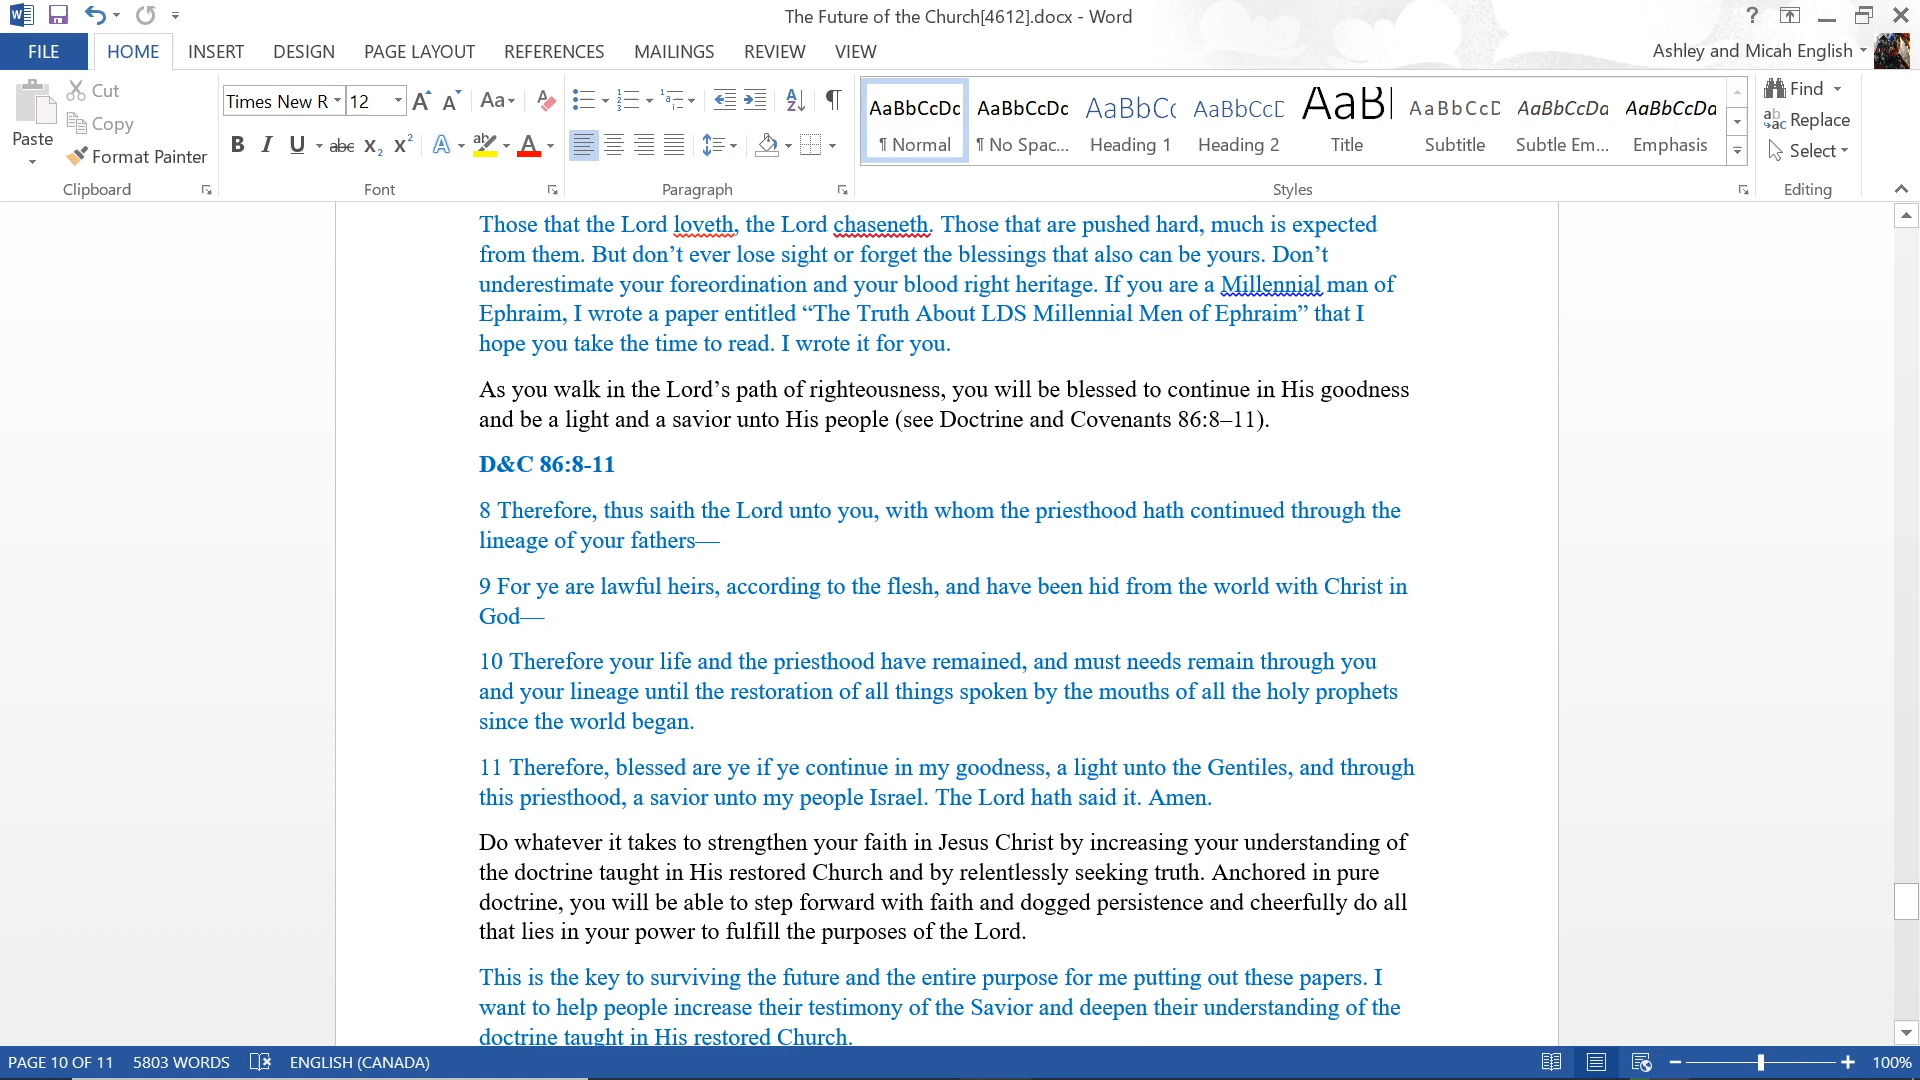 The Future of the Church[4612].docx - Word
?
FILE HOME INSERT DESIGN PAGE LAYOUT REFERENCES MAILINGS REVIEW VIEW
Ashley and Micah English
Paste
Cut
Copy
Format Painter
Clipboard
Times New R 12
Font
Paragraph
AaBbCcDc AaBbCcDc AaBbC AaBbCcD AaBl AaBbCcD AaBbCcDd AaBbCcDd
¶ Normal ¶ No Spac... Heading 1 Heading 2 Title Subtitle Subtle Em... Emphasis
Styles
Find
Replace
Select
Editing
Those that the Lord loveth, the Lord chaseneth. Those that are pushed hard, much is expected
from them. But don’t ever lose sight or forget the blessings that also can be yours. Don’t
underestimate your foreordination and your blood right heritage. If you are a Millennial man of
Ephraim, I wrote a paper entitled “The Truth About LDS Millennial Men of Ephraim” that I
hope you take the time to read. I wrote it for you.
As you walk in the Lord’s path of righteousness, you will be blessed to continue in His goodness
and be a light and a savior unto His people (see Doctrine and Covenants 86:8–11).
D&C 86:8-11
8 Therefore, thus saith the Lord unto you, with whom the priesthood hath continued through the
lineage of your fathers—
9 For ye are lawful heirs, according to the flesh, and have been hid from the world with Christ in
God—
10 Therefore your life and the priesthood have remained, and must needs remain through you
and your lineage until the restoration of all things spoken by the mouths of all the holy prophets
since the world began.
11 Therefore, blessed are ye if ye continue in my goodness, a light unto the Gentiles, and through
this priesthood, a savior unto my people Israel. The Lord hath said it. Amen.
Do whatever it takes to strengthen your faith in Jesus Christ by increasing your understanding of
the doctrine taught in His restored Church and by relentlessly seeking truth. Anchored in pure
doctrine, you will be able to step forward with faith and dogged persistence and cheerfully do all
that lies in your power to fulfill the purposes of the Lord.
This is the key to surviving the future and the entire purpose for me putting out these papers. I
want to help people increase their testimony of the Savior and deepen their understanding of the
doctrine taught in His restored Church.
PAGE 10 OF 11 5803 WORDS ENGLISH (CANADA) 100%